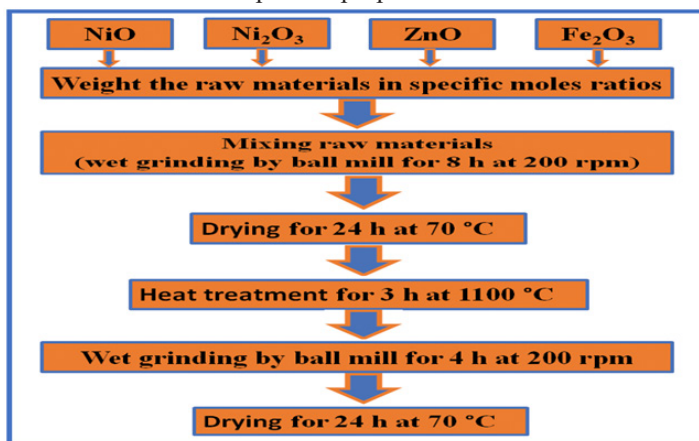 NiO Ni₂O₃ ZnO Fe₂O₃
Weight the raw materials in specific moles ratios
Mixing raw materials
(wet grinding by ball mill for 8 h at 200 rpm)
Drying for 24 h at 70 °C
Heat treatment for 3 h at 1100 °C
Wet grinding by ball mill for 4 h at 200 rpm
Drying for 24 h at 70 °C